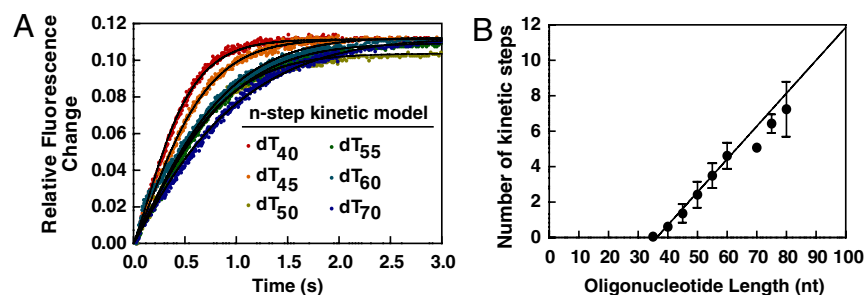 A
Relative Fluorescence
Change
0.12
0.10
0.08
0.06
0.04
0.02
0.00
n-step kinetic model
dT40 dT55
dT45 dT60
dT50 dT70
0.0 0.5 1.0 1.5 2.0 2.5 3.0
Time (s)
B
Number of kinetic steps
12
10
8
6
4
2
0
0 10 20 30 40 50 60 70 80 90 100
Oligonucleotide Length (nt)